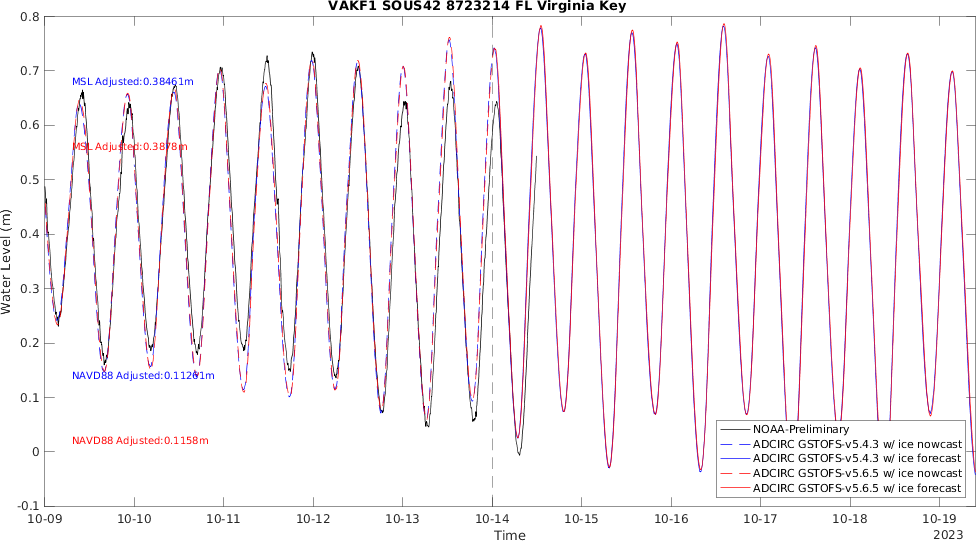 VAKF1 SOUS42 8723214 FL Virginia Key
0.8
0.7
MSL Adjusted:0.38461m
0.6
MSL Adjusted:0.3878m
0.5
0.4
Water Level (m)
0.3
0.2
NAVD88 Adjusted:0.11261m
0.1
NAVD88 Adjusted:0.1158m
0
-0.1
NOAA-Preliminary
ADCIRC GSTOFS-v5.4.3 w/ ice nowcast
ADCIRC GSTOFS-v5.4.3 w/ ice forecast
ADCIRC GSTOFS-v5.6.5 w/ ice nowcast
ADCIRC GSTOFS-v5.6.5 w/ ice forecast
10-09 10-10 10-11 10-12 10-13 10-14 10-15 10-16 10-17 10-18 10-19
Time
2023